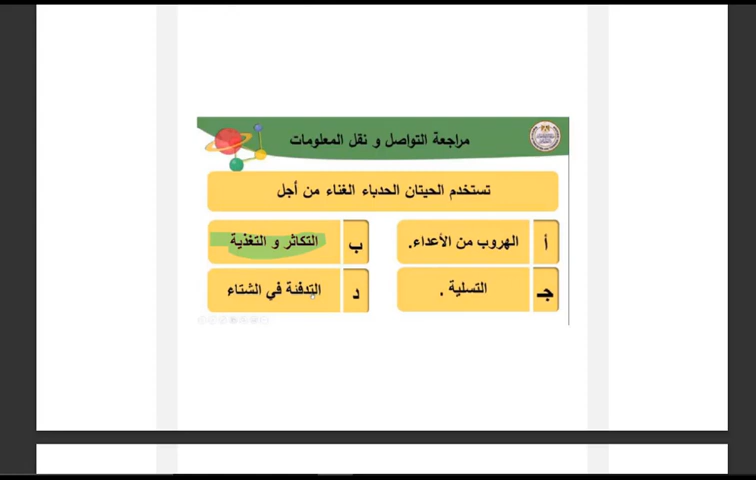 مراجعة التواصل و نقل المعلومات
تستخدم الحيتان الحدباء الغناء من أجل
أ الهروب من الأعداء.
ب التكاثر و التغذية
جـ التسلية .
د التدفئة في الشتاء